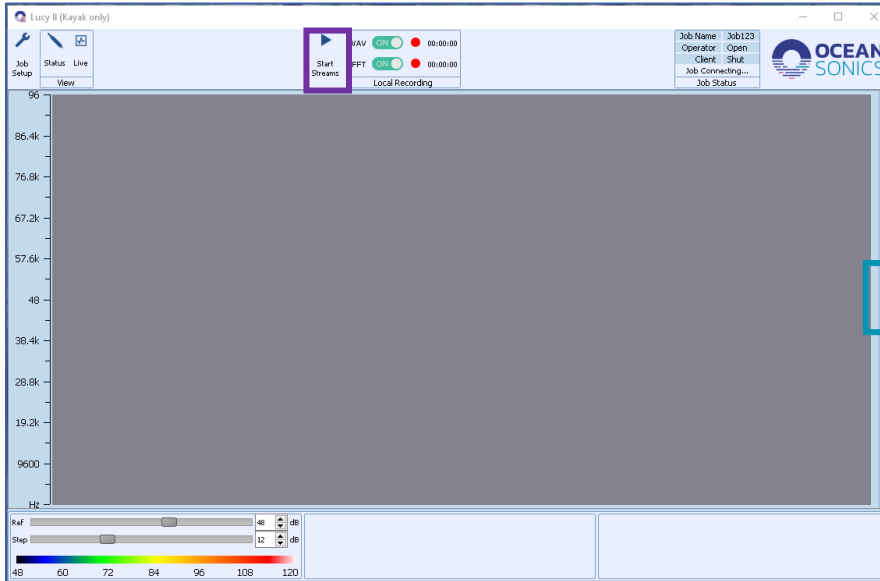 Lucy II (Kayak only)
Job Setup
Status
Live
View
Start Streams
WAV ON 00:00:00
FFT ON 00:00:00
Local Recording
Job Name Job123
Operator Open
Client Shut
Job Connecting...
Job Status
OCEAN
SONICS
96
86.4k
76.8k
67.2k
57.6k
48
38.4k
28.8k
19.2k
9600
Hz
Ref 48 dB
Step 12 dB
48 60 72 84 96 108 120